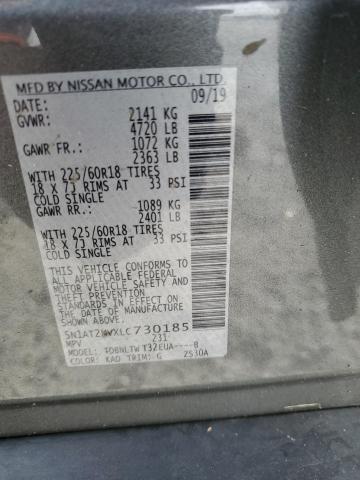 MFD BY NISSAN MOTOR CO., LTD.
DATE: 09/19
GVWR: 2141 KG
4720 LB
GAWR FR.: 1072 KG
2363 LB
WITH 225/60R18 TIRES
18 X 7J RIMS AT 33 PSI
COLD SINGLE
GAWR RR.: 1089 KG
2401 LB
WITH 225/60R18 TIRES
18 X 7J RIMS AT 33 PSI
COLD SINGLE
THIS VEHICLE CONFORMS TO
ALL APPLICABLE FEDERAL
MOTOR VEHICLE SAFETY AND
THEFT PREVENTION
STANDARDS IN EFFECT ON
THE DATE OF MANUFACTURE
SHOWN ABOVE.
5N1AT2MVXLC730185
MPV 231
MODEL: TDBNLTW T32EUA----B
COLOR: KAD TRIM: G ZS30A